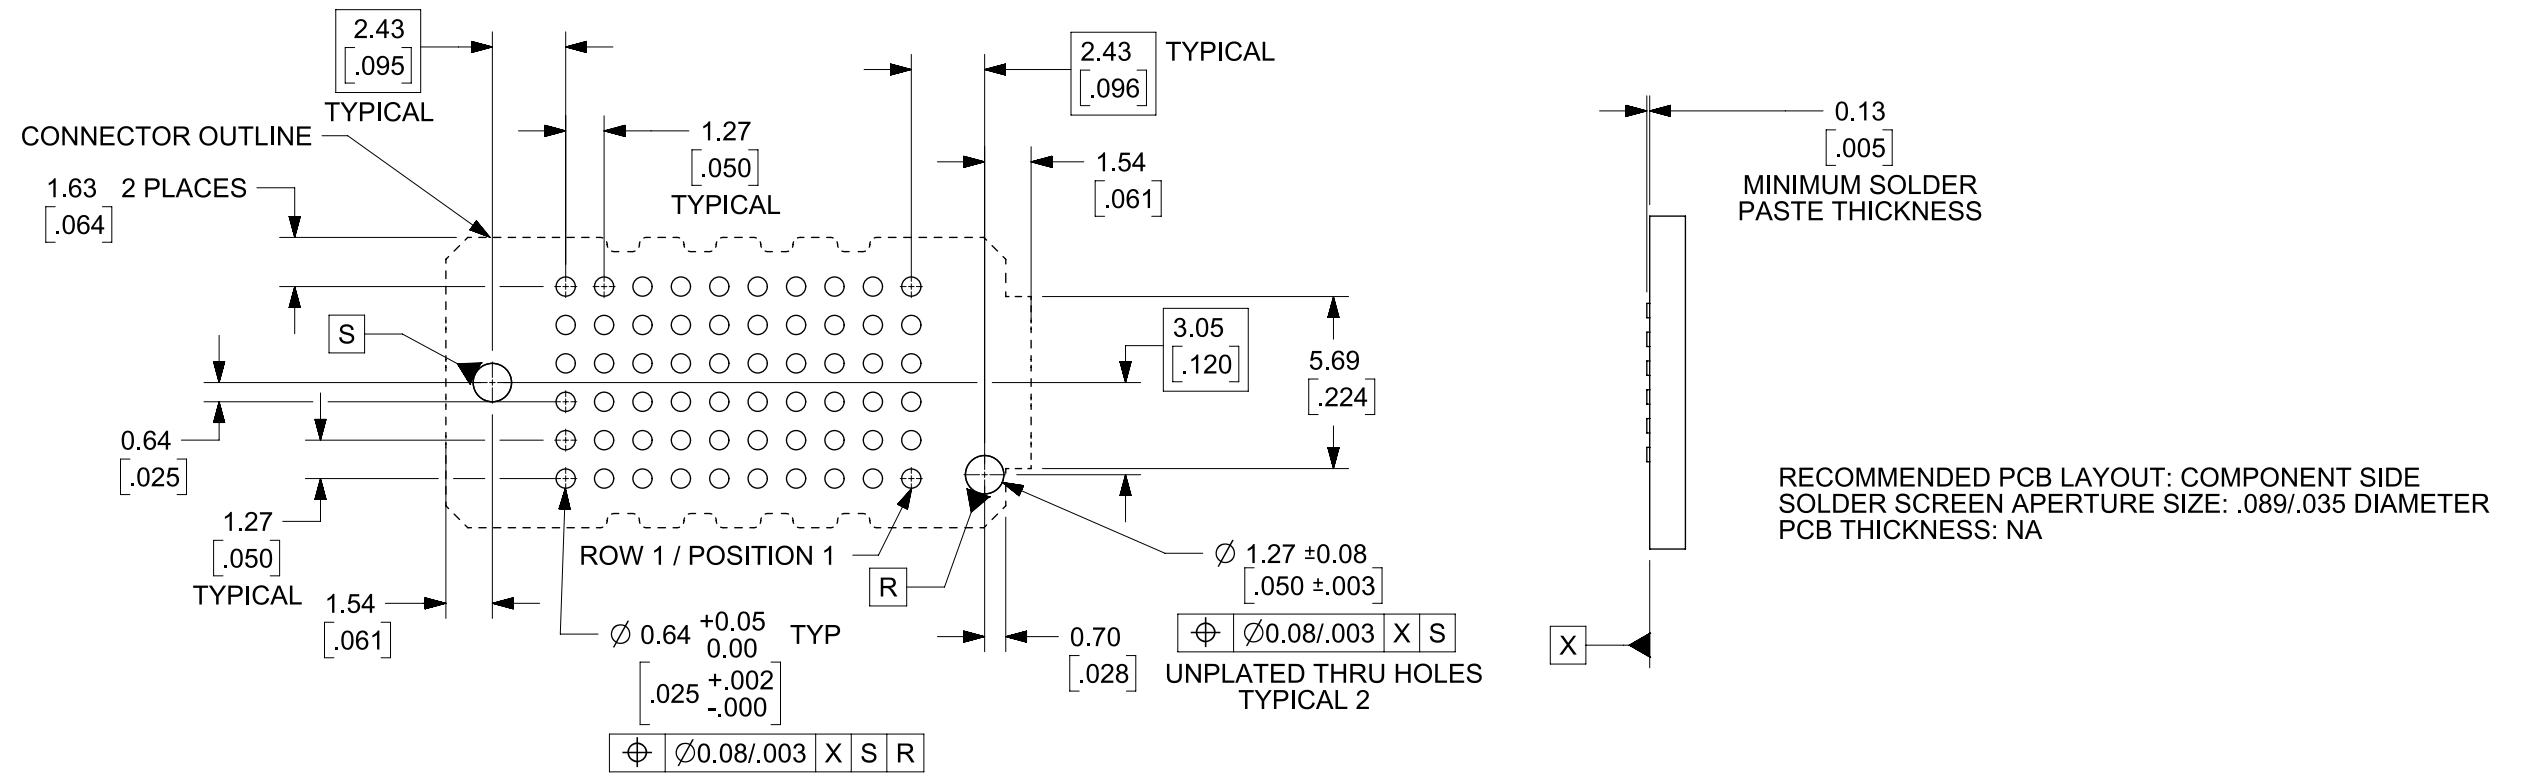 2.43
[.095]
TYPICAL
2.43 TYPICAL
[.096]
CONNECTOR OUTLINE
1.63 2 PLACES
[.064]
1.27
[.050]
TYPICAL
1.54
[.061]
0.13
[.005]
MINIMUM SOLDER
PASTE THICKNESS
S
3.05
[.120]
5.69
[.224]
0.64
[.025]
1.27
[.050]
TYPICAL
1.54
[.061]
ROW 1 / POSITION 1
R
∅ 0.64 +0.05 0.00 TYP
[.025 +.002 -.000]
⌖ ∅0.08/.003 X S R
0.70
[.028]
∅ 1.27 ±0.08
[.050 ±.003]
⌖ ∅0.08/.003 X S
UNPLATED THRU HOLES
TYPICAL 2
RECOMMENDED PCB LAYOUT: COMPONENT SIDE
SOLDER SCREEN APERTURE SIZE: .089/.035 DIAMETER
PCB THICKNESS: NA
X